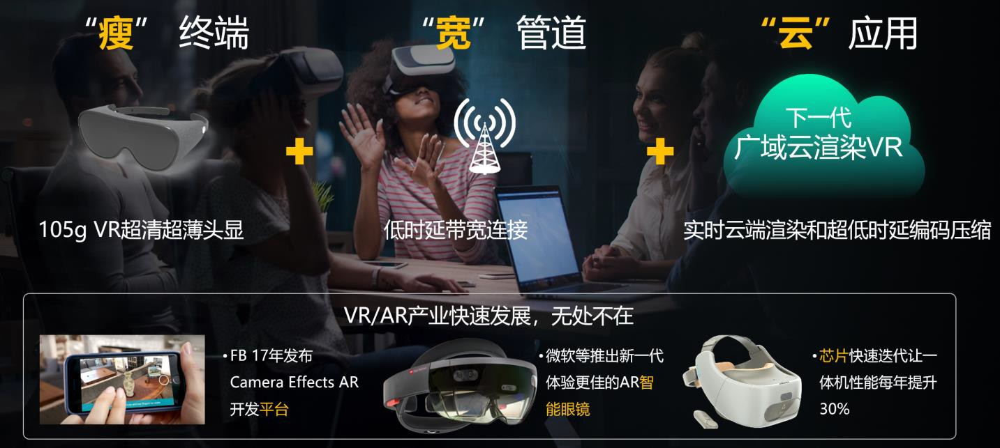 “瘦” 终端
“宽” 管道
“云” 应用
下一代
广域云渲染VR
105g VR超清超薄头显
低时延带宽连接
实时云端渲染和超低时延编码压缩
VR/AR产业快速发展，无处不在
•FB 17年发布
Camera Effects AR
开发平台
•微软等推出新一代
体验更佳的AR智
能眼镜
•芯片快速迭代让一
体机性能每年提升
30%